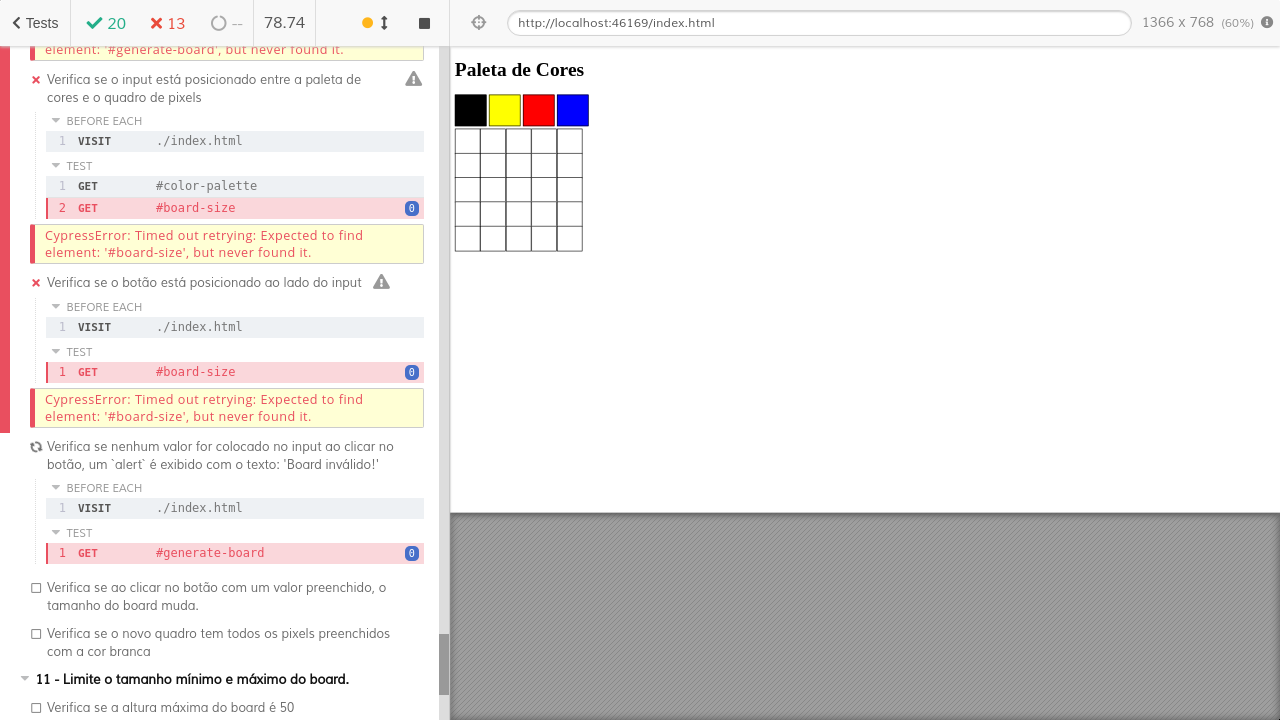 Tests 20 13 -- 78.74
http://localhost:46169/index.html 1366 x 768 (60%)
element: '#generate-board', but never found it.
Verifica se o input está posicionado entre a paleta de
cores e o quadro de pixels
BEFORE EACH
1 VISIT ./index.html
TEST
1 GET #color-palette
2 GET #board-size 0
CypressError: Timed out retrying: Expected to find
element: '#board-size', but never found it.
Verifica se o botão está posicionado ao lado do input
BEFORE EACH
1 VISIT ./index.html
TEST
1 GET #board-size 0
CypressError: Timed out retrying: Expected to find
element: '#board-size', but never found it.
Verifica se nenhum valor for colocado no input ao clicar no
botão, um `alert` é exibido com o texto: 'Board inválido!'
BEFORE EACH
1 VISIT ./index.html
TEST
1 GET #generate-board 0
Verifica se ao clicar no botão com um valor preenchido, o
tamanho do board muda.
Verifica se o novo quadro tem todos os pixels preenchidos
com a cor branca
11 - Limite o tamanho mínimo e máximo do board.
Verifica se a altura máxima do board é 50
Paleta de Cores